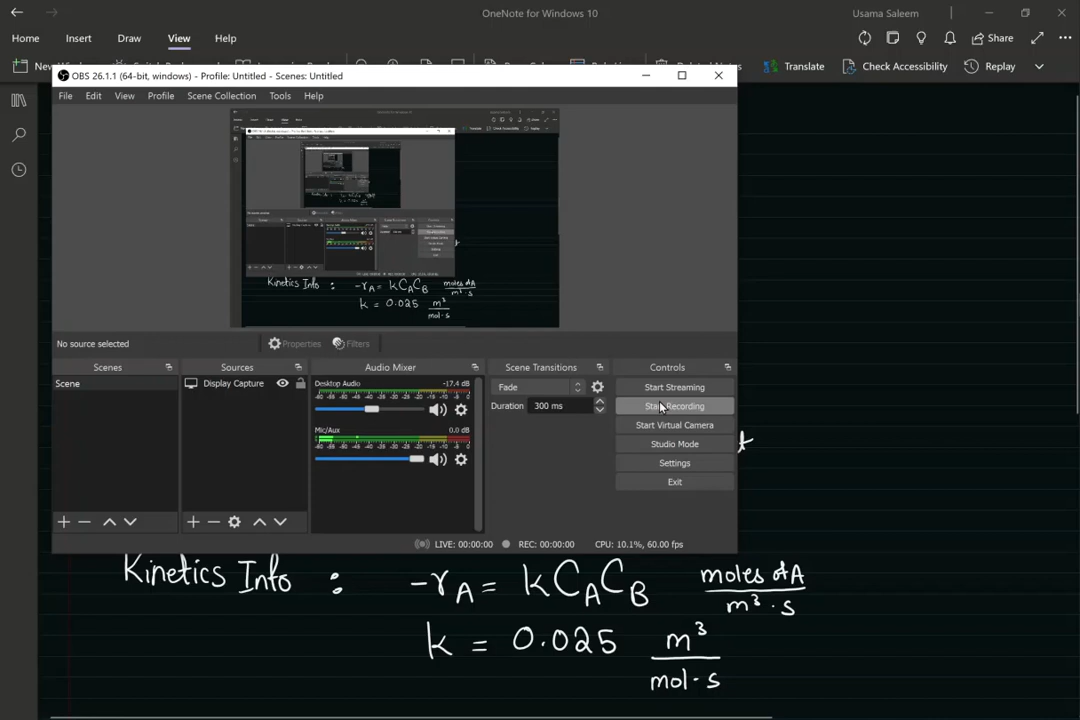 OneNote for Windows 10
Usama Saleem
Home Insert Draw View Help
Share
Translate Check Accessibility Replay
OBS 26.1.1 (64-bit, windows) - Profile: Untitled - Scenes: Untitled
File Edit View Profile Scene Collection Tools Help
No source selected Properties Filters
Scenes Sources Audio Mixer Scene Transitions Controls
Scene
Display Capture
Desktop Audio -17.4 dB
Mic/Aux 0.0 dB
Fade
Duration 300 ms
Start Streaming
Start Recording
Start Virtual Camera
Studio Mode
Settings
Exit
LIVE: 00:00:00 REC: 00:00:00 CPU: 10.1%, 60.00 fps
t
Kinetics Info : -rA = kCACB moles dA / m³·s
k = 0.025 m³ / mol·s